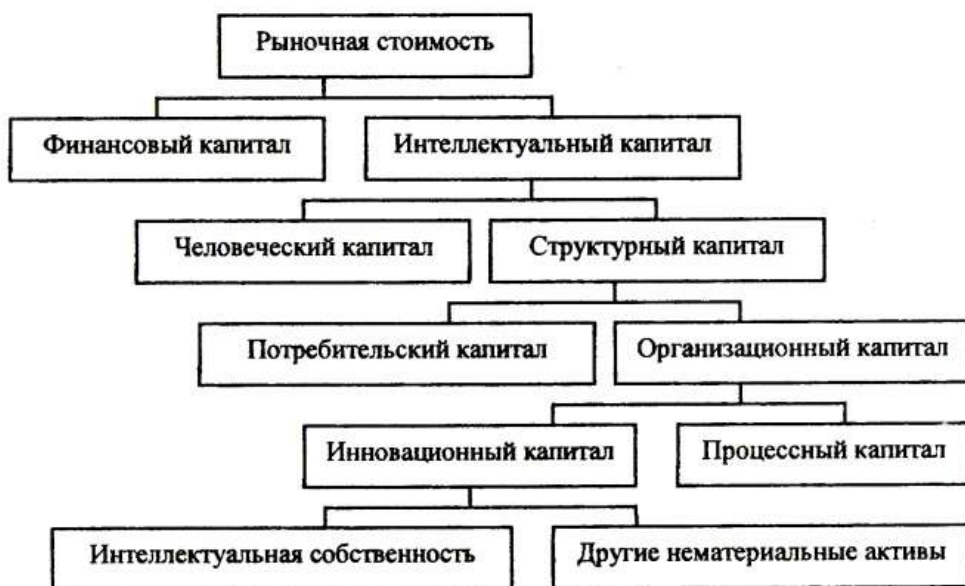 Рыночная стоимость
Финансовый капитал
Интеллектуальный капитал
Человеческий капитал
Структурный капитал
Потребительский капитал
Организационный капитал
Инновационный капитал
Процессный капитал
Интеллектуальная собственность
Другие нематериальные активы